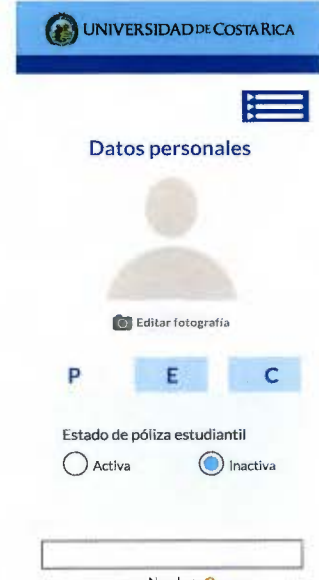 UNIVERSIDAD DE COSTA RICA
Datos personales
Editar fotografía
P E C
Estado de póliza estudiantil
Activa Inactiva